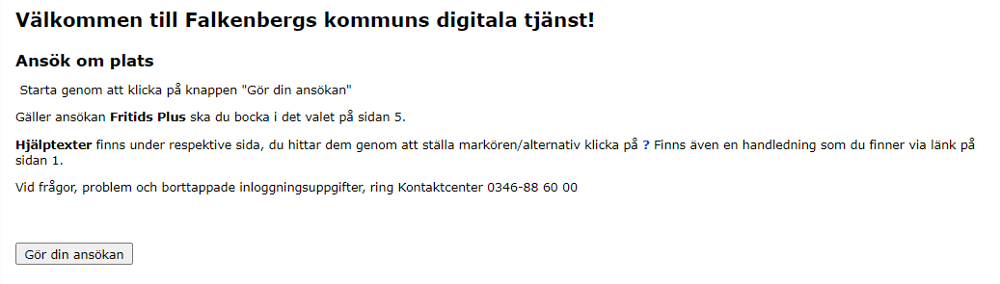 Välkommen till Falkenbergs kommuns digitala tjänst!
Ansök om plats
Starta genom att klicka på knappen "Gör din ansökan"
Gäller ansökan Fritids Plus ska du bocka i det valet på sidan 5.
Hjälptexter finns under respektive sida, du hittar dem genom att ställa markören/alternativ klicka på ? Finns även en handledning som du finner via länk på
sidan 1.
Vid frågor, problem och borttappade inloggningsuppgifter, ring Kontaktcenter 0346-88 60 00
Gör din ansökan